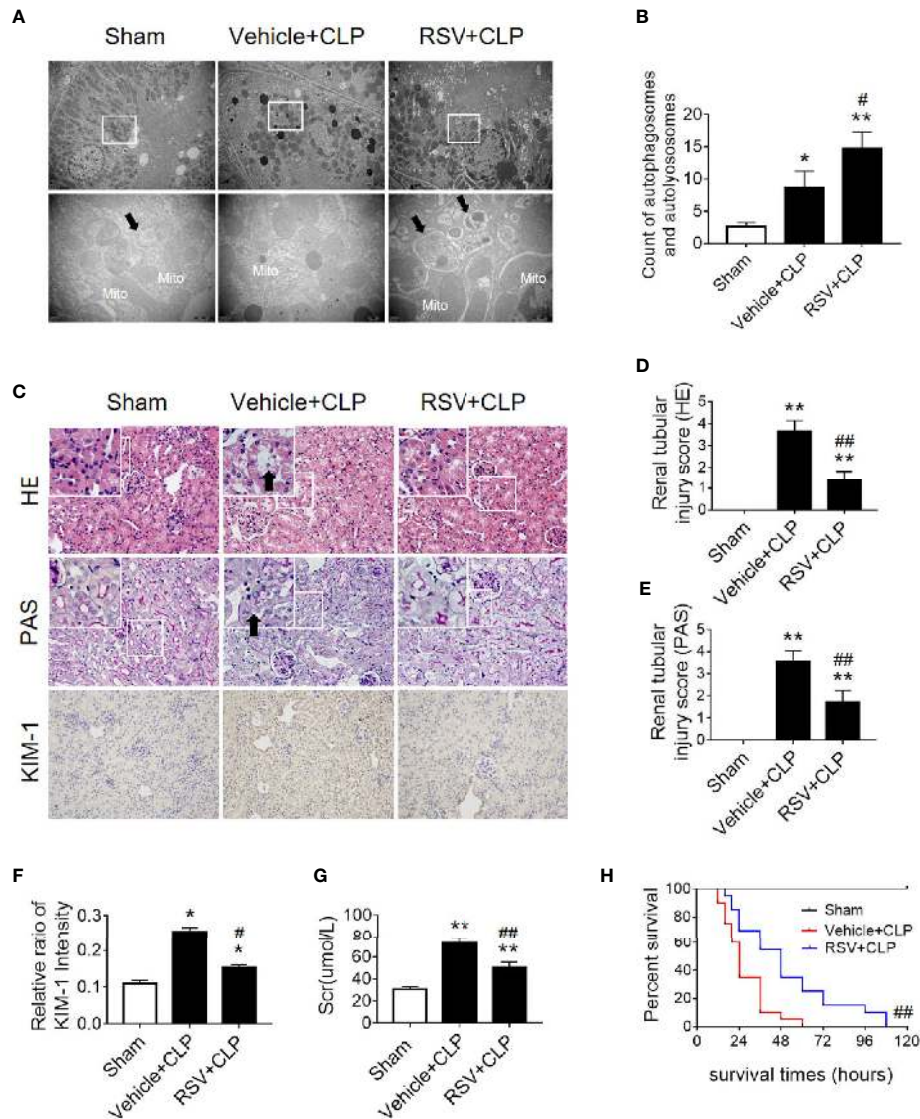 A
Sham Vehicle+CLP RSV+CLP
Mito Mito
Mito
Mito Mito
B
Count of autophagosomes
and autolyososomes
20
15
10
5
0
*
#
**
Sham
Vehicle+CLP
RSV+CLP
C
Sham Vehicle+CLP RSV+CLP
HE
PAS
KIM-1
D
Renal tubular
injury score (HE)
5
4
3
2
1
0
**
##
**
Sham
Vehicle+CLP
RSV+CLP
E
Renal tubular
injury score (PAS)
5
4
3
2
1
0
**
##
**
Sham
Vehicle+CLP
RSV+CLP
F
Relative rario of
KIM-1 Intensity
0.3
0.2
0.1
0.0
*
#
*
Sham
Vehicle+CLP
RSV+CLP
G
Scr(umol/L)
100
80
60
40
20
0
**
##
**
Sham
Vehicle+CLP
RSV+CLP
H
Percent survival
100
80
60
40
20
0
Sham
Vehicle+CLP
RSV+CLP
##
0 24 48 72 96 120
survival times (hours)